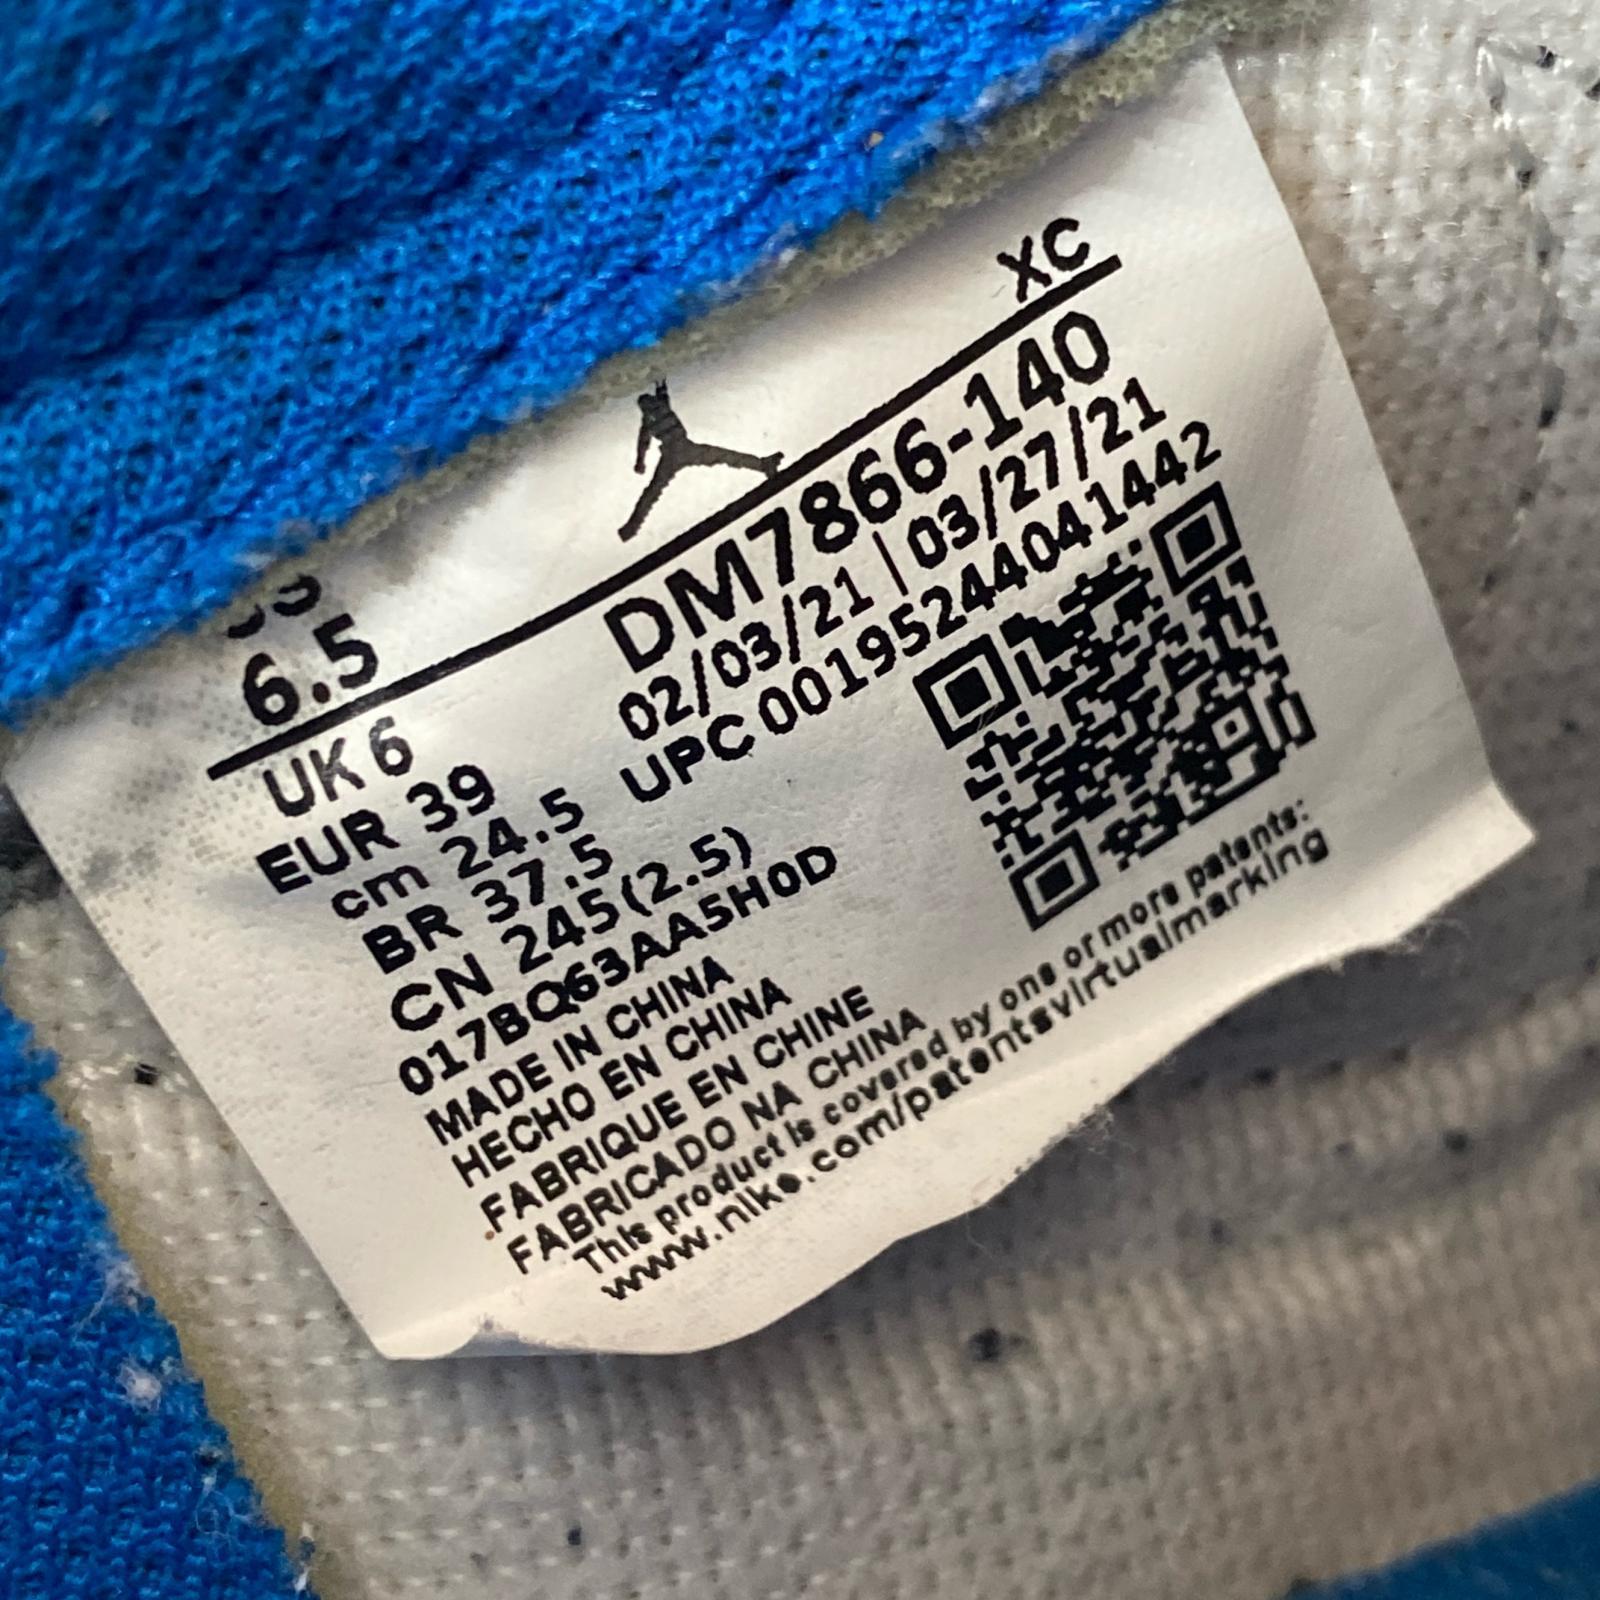 XC
US
6.5
UK 6
EUR 39
cm 24.5
BR 37.5
CN 245(2.5)
DM7866-140
02/03/21 | 03/27/21
UPC 00195244041442
017BQ63AA5H0D
MADE IN CHINA
HECHO EN CHINA
FABRIQUE EN CHINE
FABRICADO NA CHINA
This product is covered by one or more patents:
www.nike.com/patentsvirtualmarking